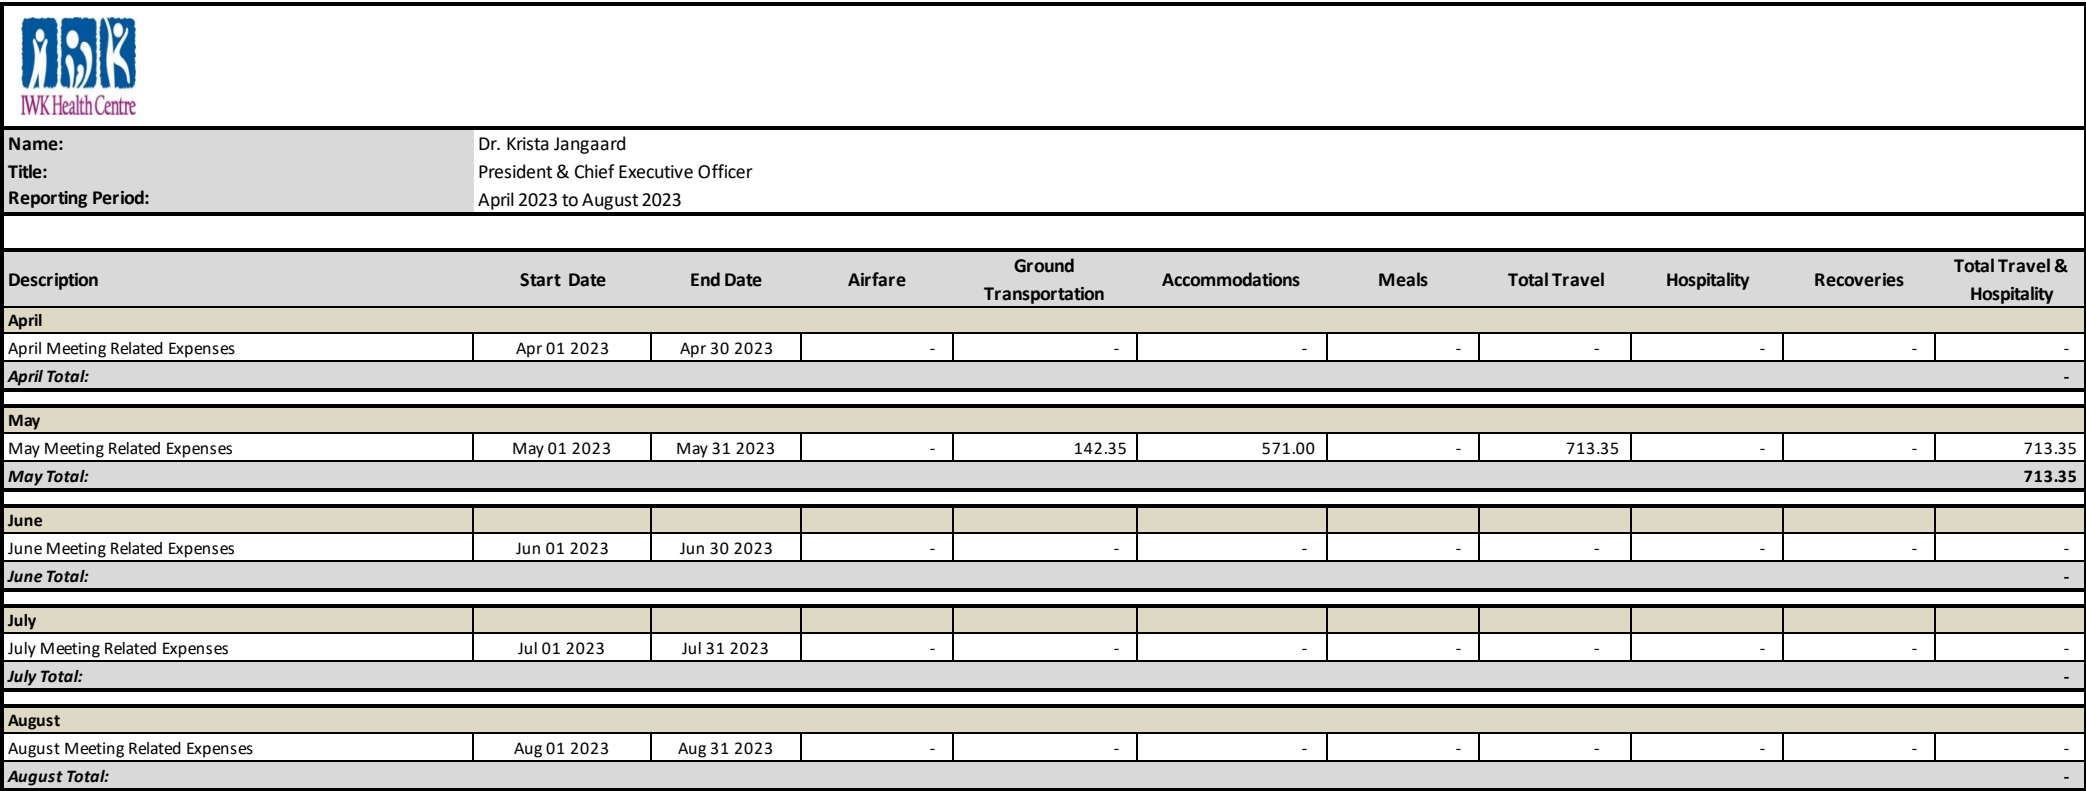 IWK Health Centre
Name: Dr. Krista Jangaard
Title: President & Chief Executive Officer
Reporting Period: April 2023 to August 2023
Description Start Date End Date Airfare Ground Transportation Accommodations Meals Total Travel Hospitality Recoveries Total Travel & Hospitality
April
April Meeting Related Expenses Apr 01 2023 Apr 30 2023 - - - - - - - -
April Total: -
May
May Meeting Related Expenses May 01 2023 May 31 2023 - 142.35 571.00 - 713.35 - - 713.35
May Total: 713.35
June
June Meeting Related Expenses Jun 01 2023 Jun 30 2023 - - - - - - - -
June Total: -
July
July Meeting Related Expenses Jul 01 2023 Jul 31 2023 - - - - - - - -
July Total: -
August
August Meeting Related Expenses Aug 01 2023 Aug 31 2023 - - - - - - - -
August Total: -